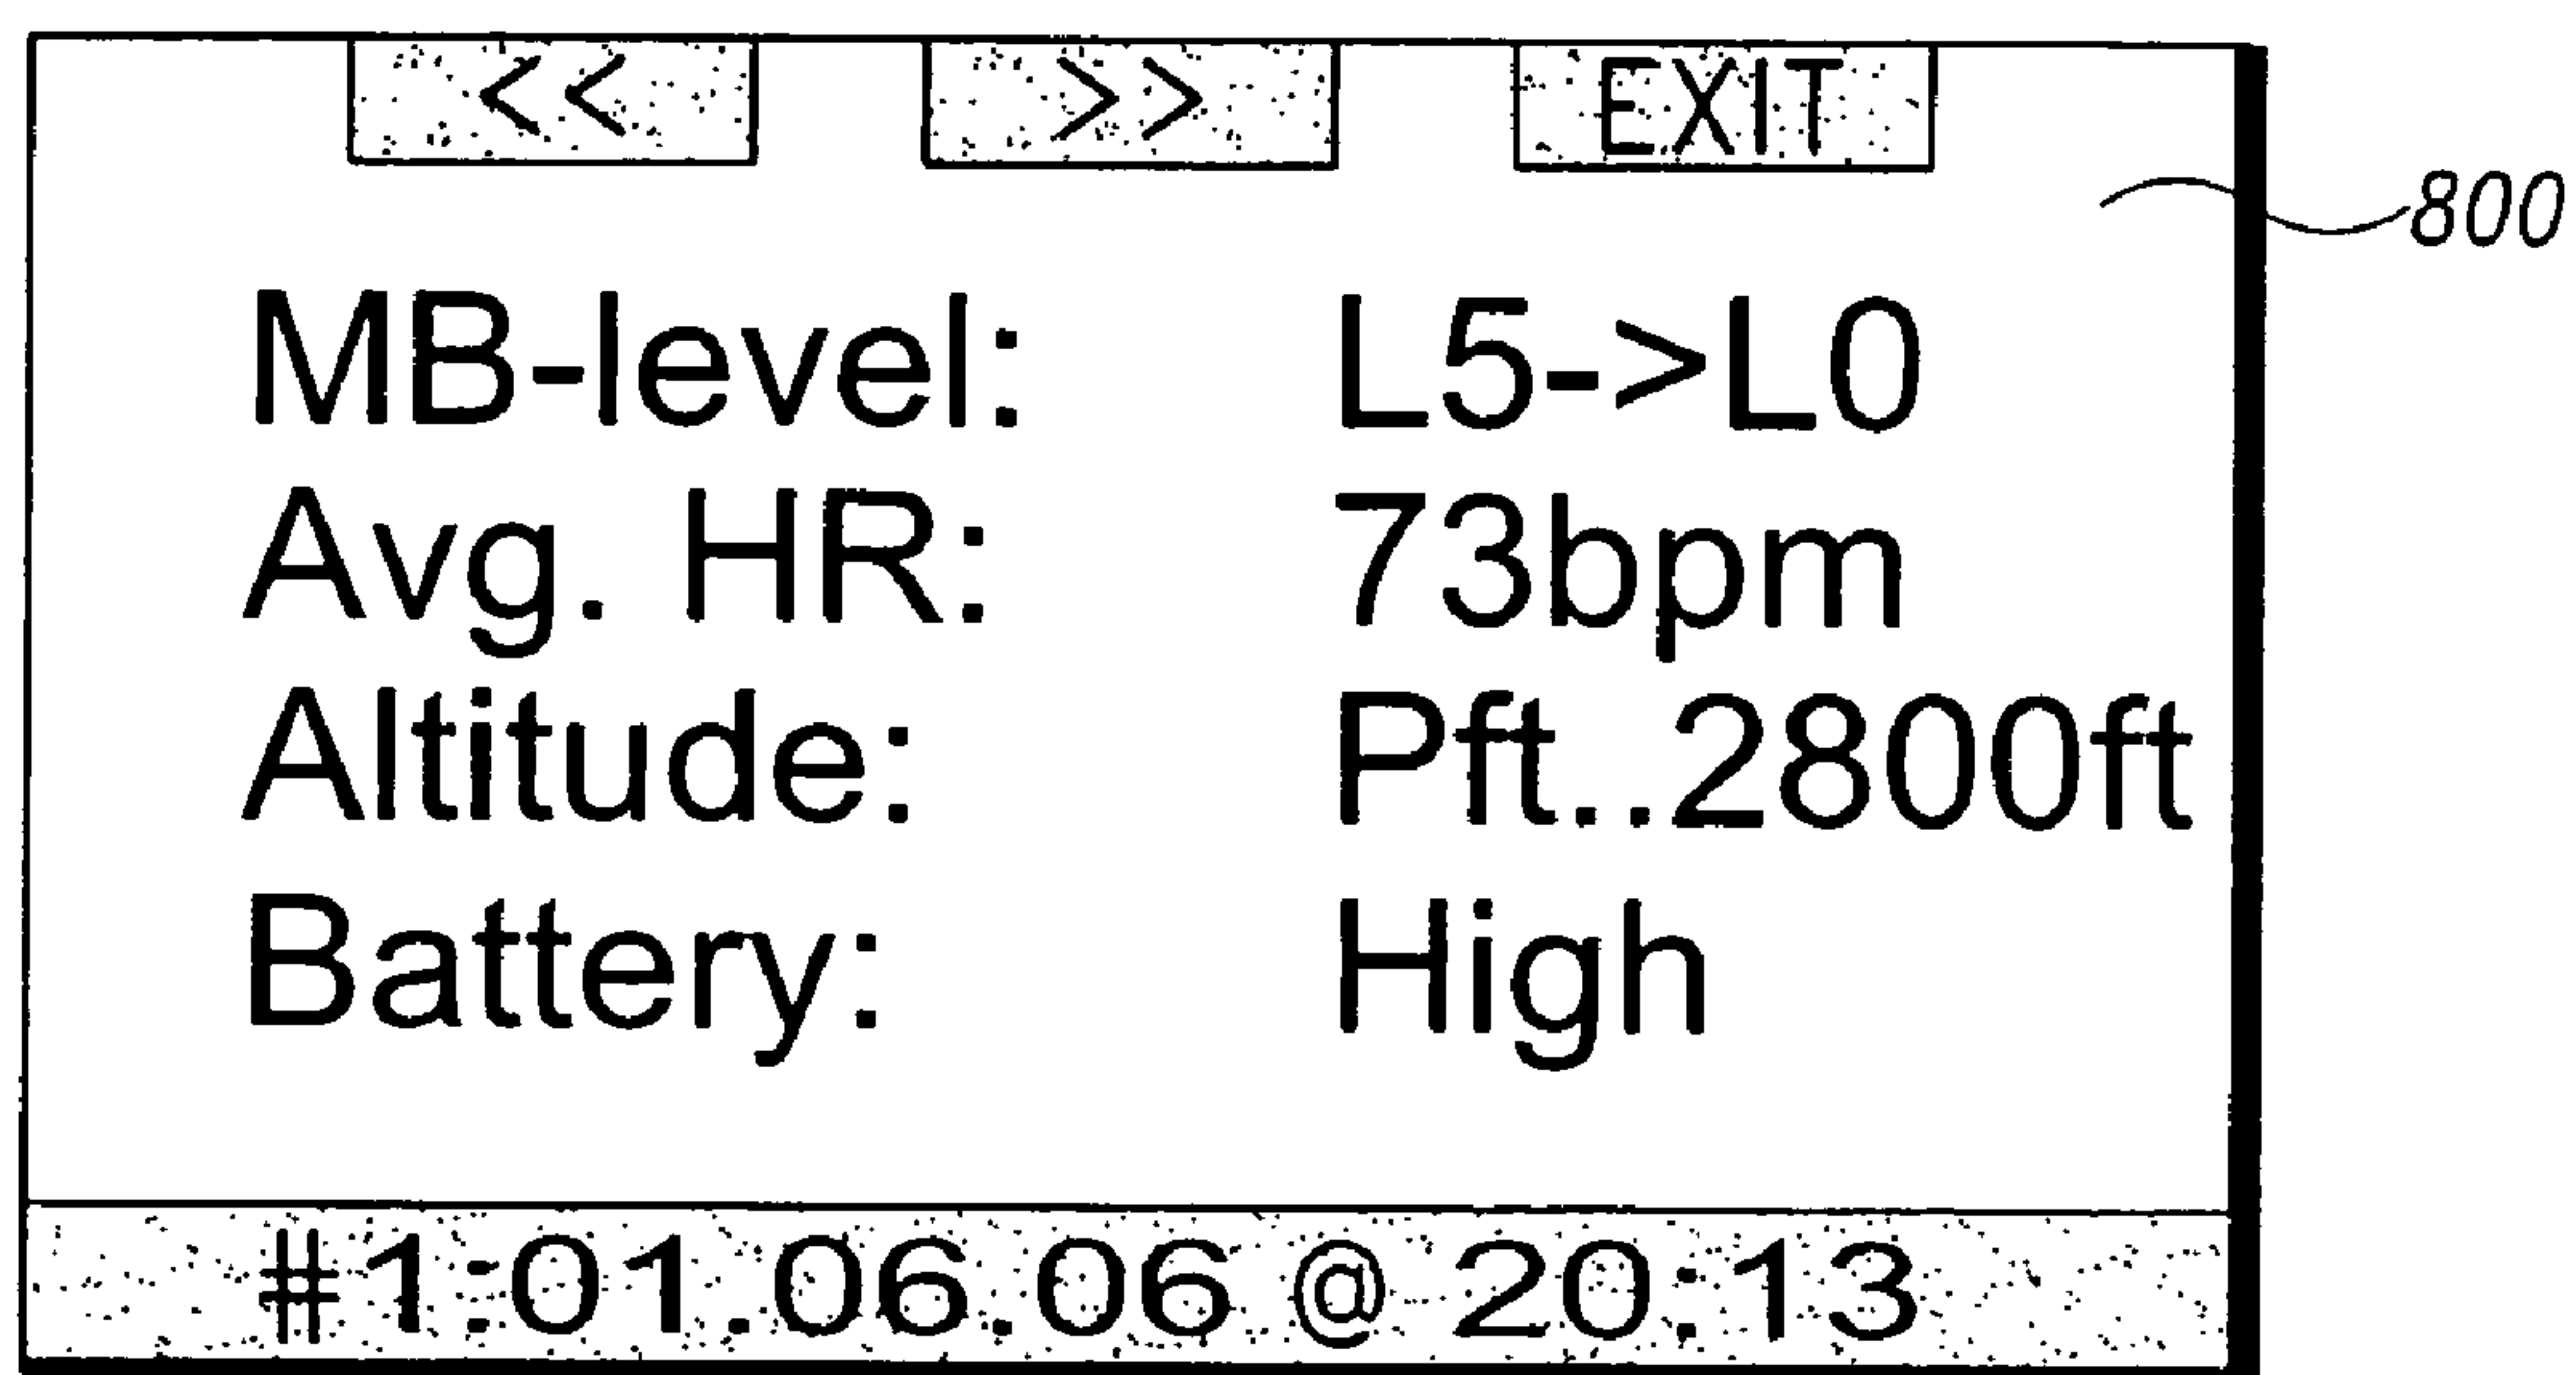 << >> EXIT
800
MB-level: L5->L0
Avg. HR: 73bpm
Altitude: Pft..2800ft
Battery: High
#1:01.06.06 @ 20:13